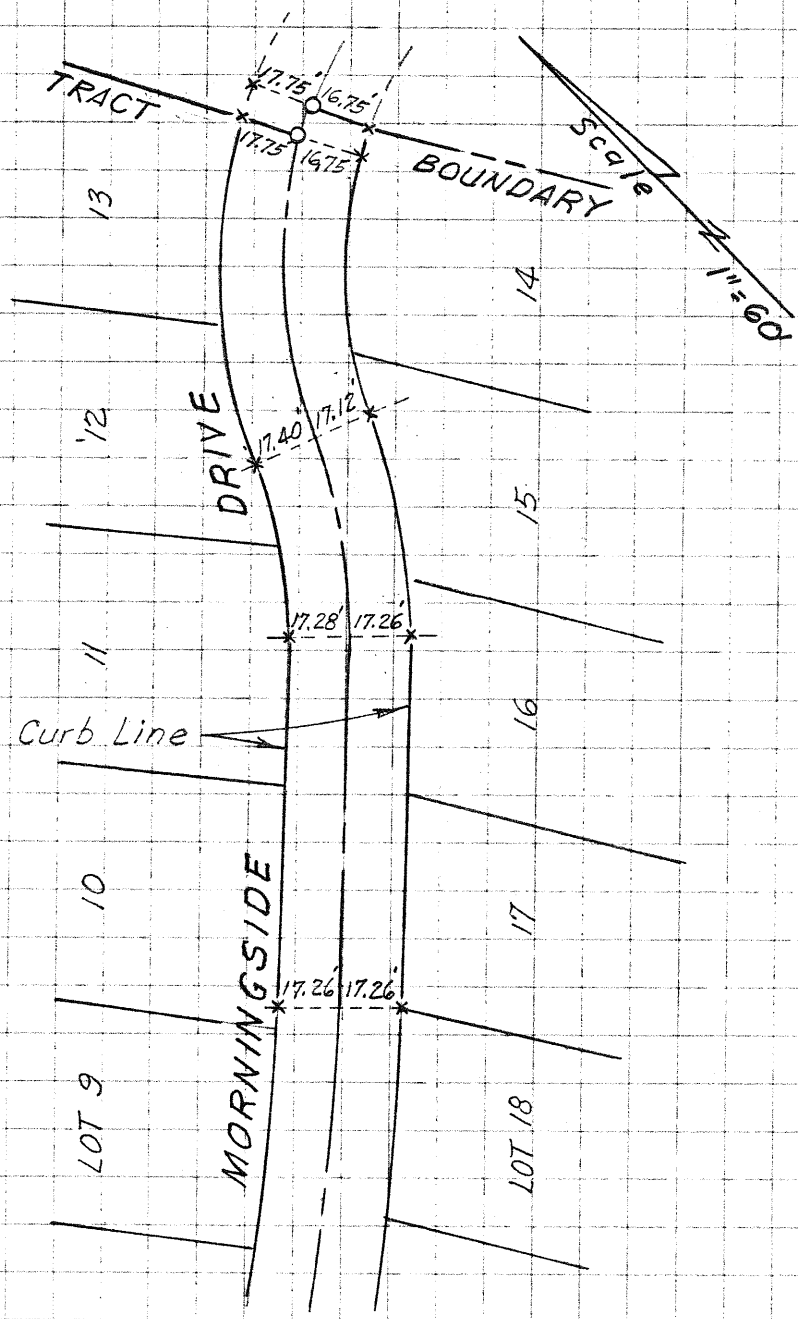 17.75' 16.75'
TRACT
17.75' 16.75
BOUNDARY
Scale
1"=60'
13
14
DRIVE
12
17.40' 17.12'
15
17.28' 17.26'
11
16
Curb Line
10
MORNINGSIDE
17
17.26' 17.26'
LOT 9
LOT 18